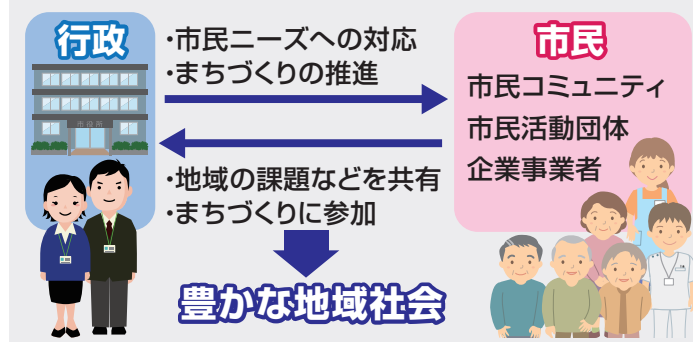 行政
市役所
・市民ニーズへの対応
・まちづくりの推進
・地域の課題などを共有
・まちづくりに参加
豊かな地域社会
市民
市民コミュニティ
市民活動団体
企業事業者